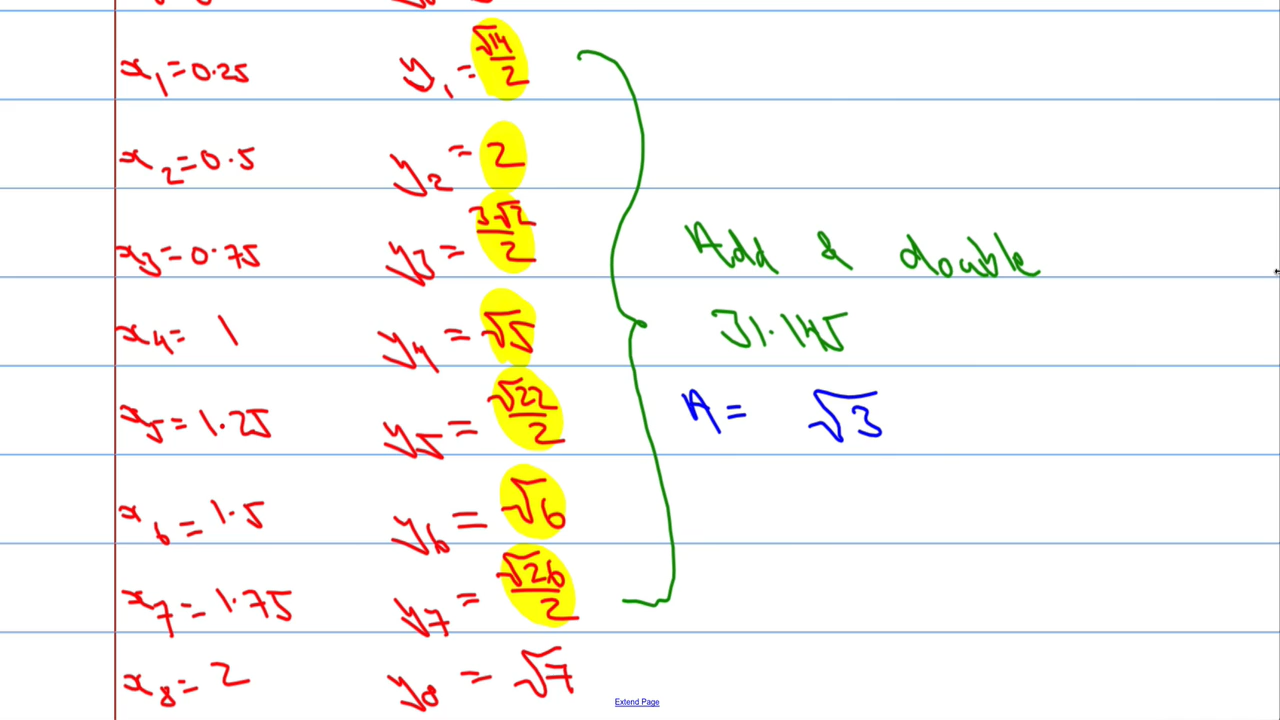 x₁ = 0.25 y₁ = √14/2
x₂ = 0.5 y₂ = 2
x₃ = 0.75 y₃ = 3√2/2
Add & double
x₄ = 1 y₄ = √5
31.145
A = √3
x₅ = 1.25 y₅ = √22/2
x₆ = 1.5 y₆ = √6
x₇ = 1.75 y₇ = √26/2
x₈ = 2 y₈ = √7
Extend Page